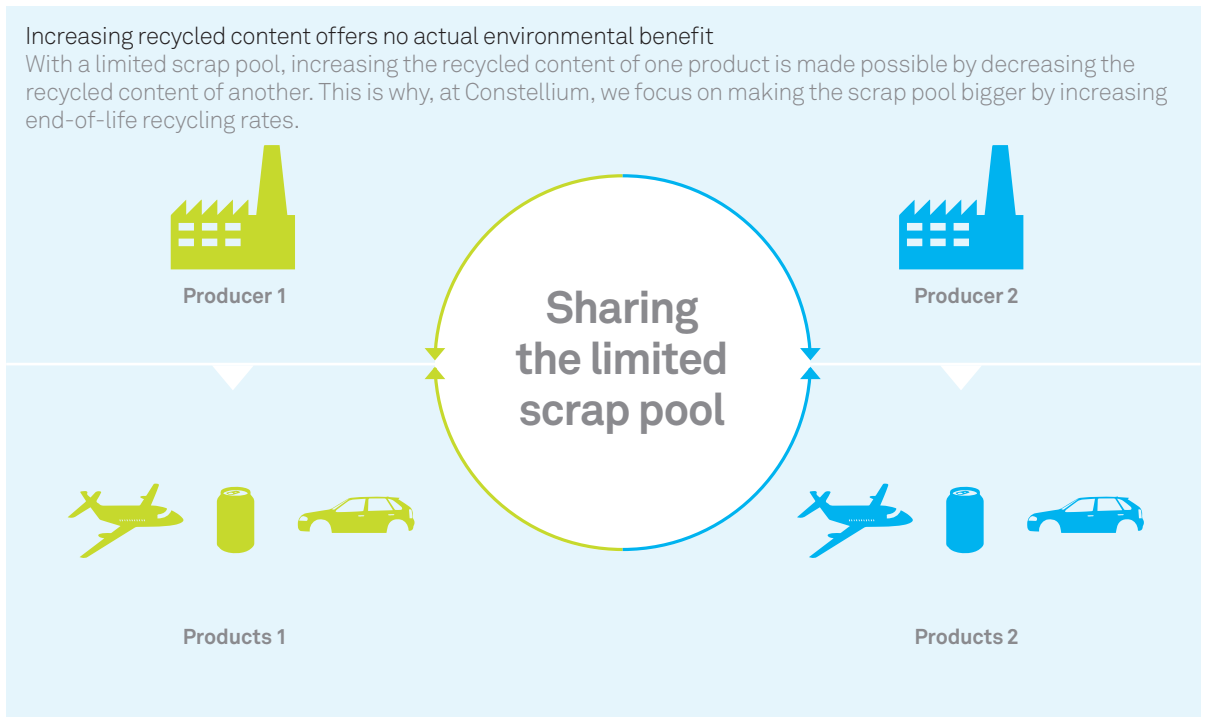 Increasing recycled content offers no actual environmental benefit
With a limited scrap pool, increasing the recycled content of one product is made possible by decreasing the
recycled content of another. This is why, at Constellium, we focus on making the scrap pool bigger by increasing
end-of-life recycling rates.
Producer 1
Sharing
the limited
scrap pool
Producer 2
Products 1
Products 2